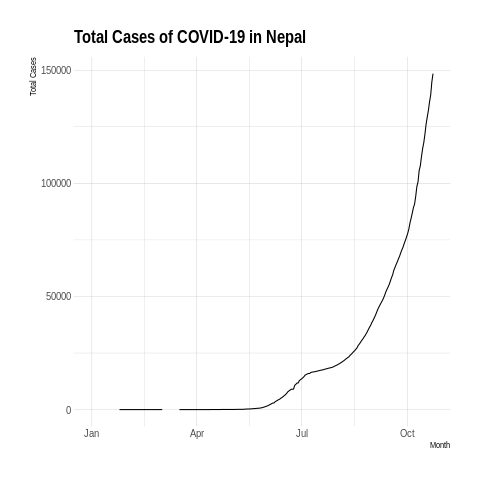 Total Cases of COVID-19 in Nepal
Total Cases
150000
100000
50000
0
Jan Apr Jul Oct
Month